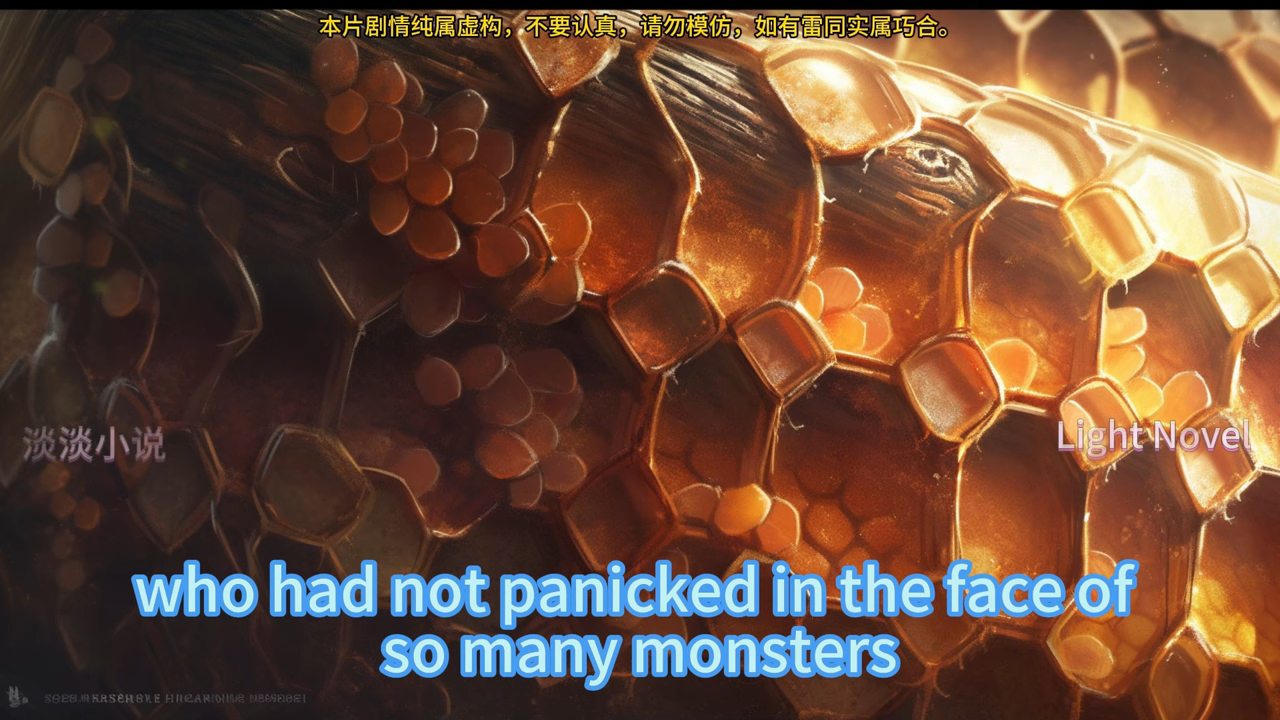 本片剧情纯属虚构，不要认真，请勿模仿，如有雷同实属巧合。
淡淡小说
Light Novel
who had not panicked in the face of
so many monsters